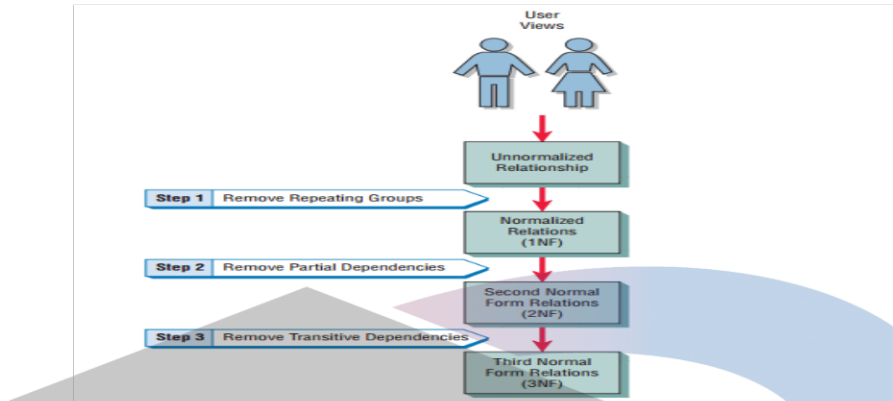 User
Views
Unnormalized
Relationship
Step 1 Remove Repeating Groups
Normalized
Relations
(1NF)
Step 2 Remove Partial Dependencies
Second Normal
Form Relations
(2NF)
Step 3 Remove Transitive Dependencies
Third Normal
Form Relations
(3NF)